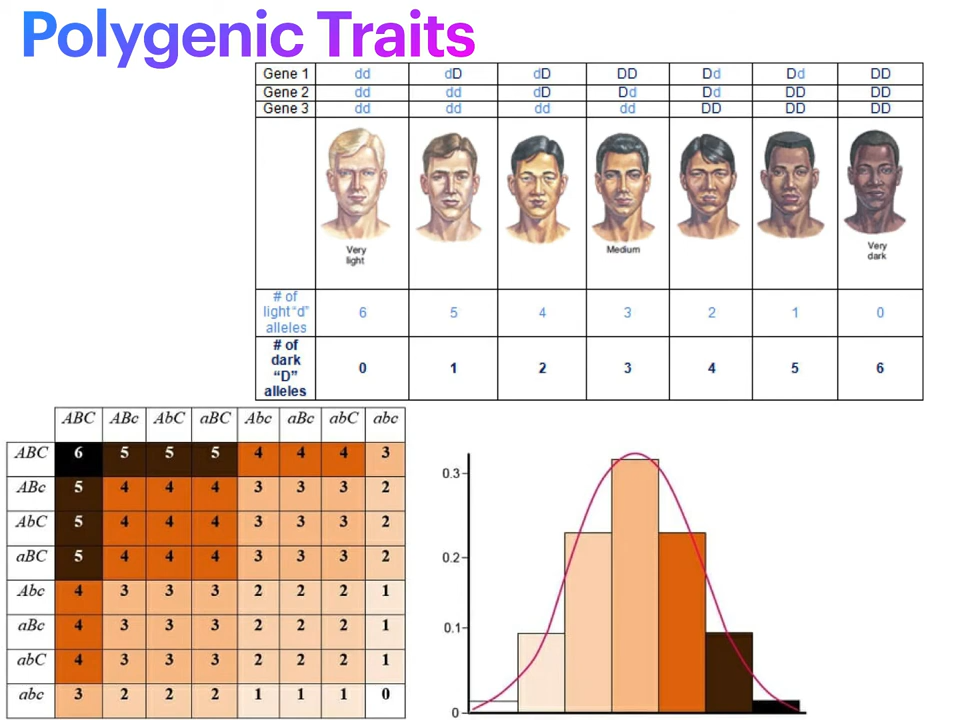 Polygenic Traits
Gene 1 dd dD dD DD Dd Dd DD
Gene 2 dd dd dD Dd Dd DD DD
Gene 3 dd dd dd dd DD DD DD
Very light Medium Very dark
# of light "d" alleles 6 5 4 3 2 1 0
# of dark "D" alleles 0 1 2 3 4 5 6
ABC ABc AbC aBC Abc aBc abC abc
ABC 6 5 5 5 4 4 4 3
ABc 5 4 4 4 3 3 3 2
AbC 5 4 4 4 3 3 3 2
aBC 5 4 4 4 3 3 3 2
Abc 4 3 3 3 2 2 2 1
aBc 4 3 3 3 2 2 2 1
abC 4 3 3 3 2 2 2 1
abc 3 2 2 2 1 1 1 0
0.3
0.2
0.1
0